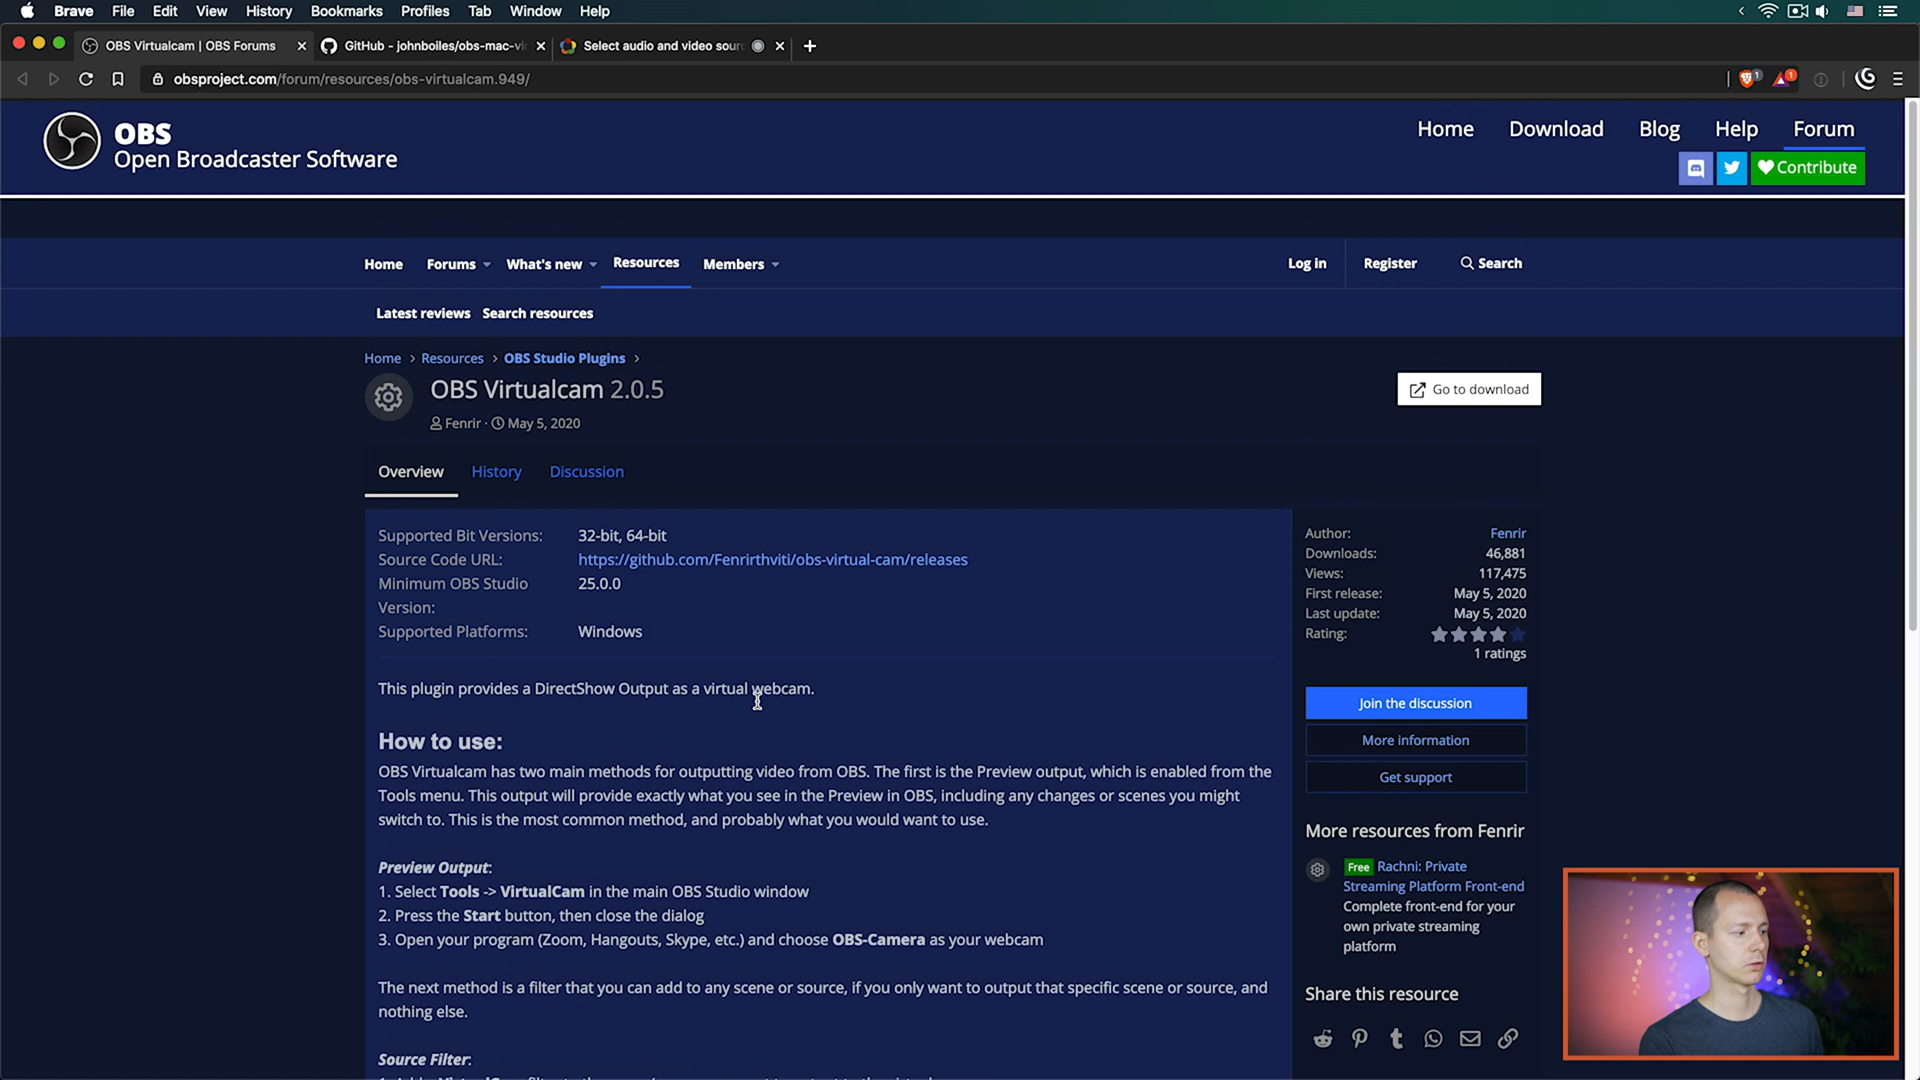 Brave File Edit View History Bookmarks Profiles Tab Window Help
OBS Virtualcam | OBS Forums
GitHub - johnboiles/obs-mac-vi
Select audio and video sour
obsproject.com/forum/resources/obs-virtualcam.949/
1
1
OBS
Open Broadcaster Software
Home Download Blog Help Forum
Contribute
Home Forums What's new Resources Members Log in Register Search
Latest reviews Search resources
Home > Resources > OBS Studio Plugins >
OBS Virtualcam 2.0.5
Fenrir · May 5, 2020
Go to download
Overview History Discussion
Supported Bit Versions: 32-bit, 64-bit
Source Code URL: https://github.com/Fenrirthviti/obs-virtual-cam/releases
Minimum OBS Studio 25.0.0
Version:
Supported Platforms: Windows
This plugin provides a DirectShow Output as a virtual webcam.
How to use:
OBS Virtualcam has two main methods for outputting video from OBS. The first is the Preview output, which is enabled from the
Tools menu. This output will provide exactly what you see in the Preview in OBS, including any changes or scenes you might
switch to. This is the most common method, and probably what you would want to use.
Preview Output:
1. Select Tools -> VirtualCam in the main OBS Studio window
2. Press the Start button, then close the dialog
3. Open your program (Zoom, Hangouts, Skype, etc.) and choose OBS-Camera as your webcam
The next method is a filter that you can add to any scene or source, if you only want to output that specific scene or source, and
nothing else.
Source Filter:
Author: Fenrir
Downloads: 46,881
Views: 117,475
First release: May 5, 2020
Last update: May 5, 2020
Rating:
1 ratings
Join the discussion
More information
Get support
More resources from Fenrir
Free Rachni: Private
Streaming Platform Front-end
Complete front-end for your
own private streaming
platform
Share this resource